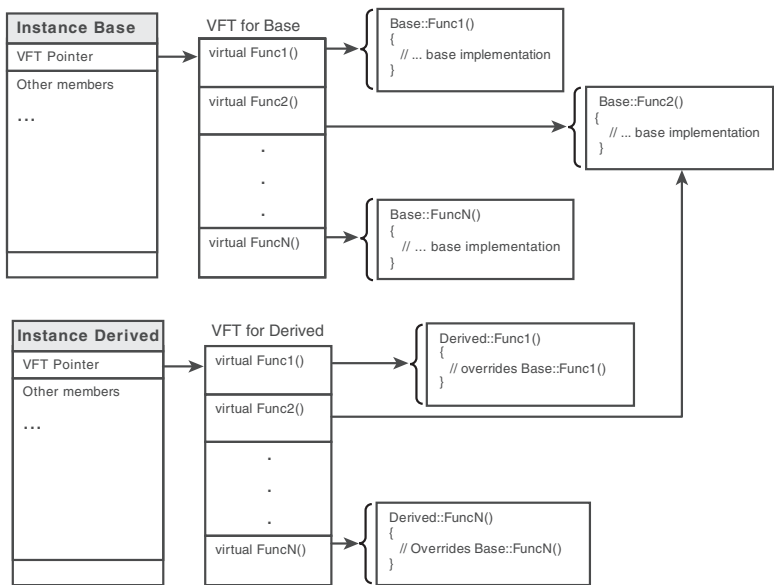 Instance Base
VFT Pointer
Other members
...
VFT for Base
virtual Func1()
virtual Func2()
.
.
.
virtual FuncN()
Base::Func1()
{
// ... base implementation
}
Base::Func2()
{
// ... base implementation
}
Base::FuncN()
{
// ... base implementation
}
Instance Derived
VFT Pointer
Other members
...
VFT for Derived
virtual Func1()
virtual Func2()
.
.
.
virtual FuncN()
Derived::Func1()
{
// overrides Base::Func1()
}
Derived::FuncN()
{
// Overrides Base::FuncN()
}